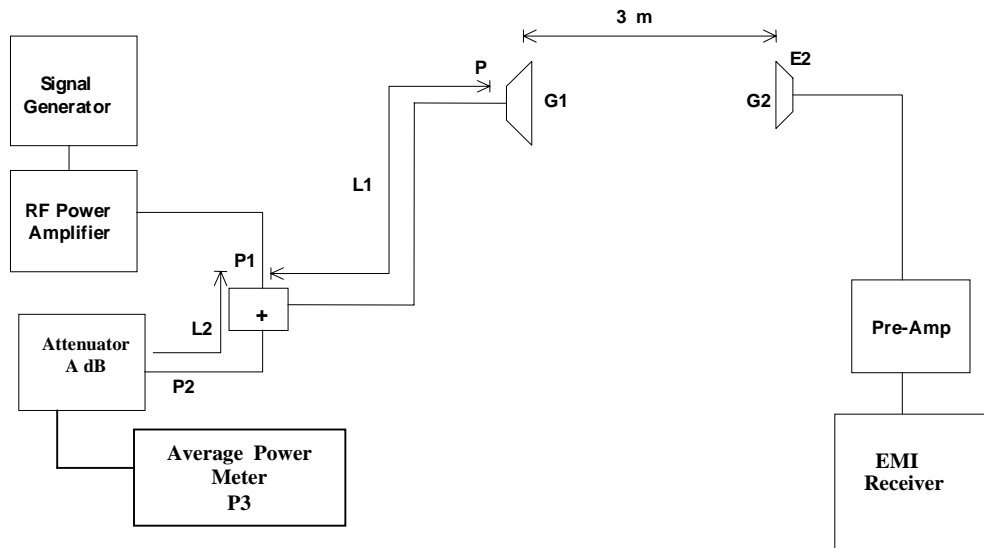 3 m
Signal
Generator
P
E2
G1
G2
L1
RF Power
Amplifier
P1
+
L2
Attenuator
A dB
P2
Pre-Amp
Average Power
Meter
P3
EMI
Receiver